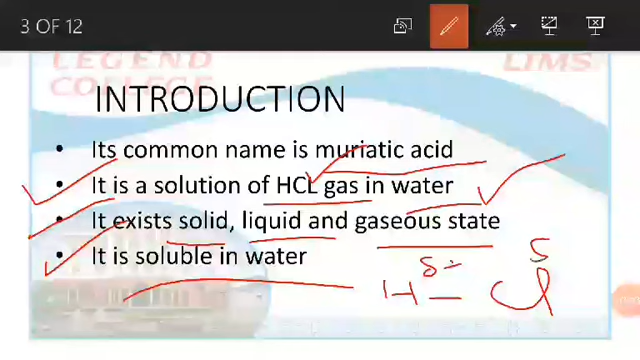 3 OF 12
LEGEND
COLLEGE
LIMS
INTRODUCTION
• Its common name is muriatic acid
• It is a solution of HCL gas in water
• It exists solid, liquid and gaseous state
• It is soluble in water
δ+ δ
H – Cl